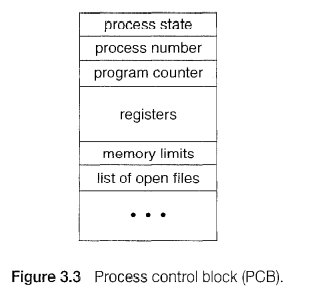 process state
process number
program counter
registers
memory limits
list of open files
• • •
Figure 3.3 Process control block (PCB).